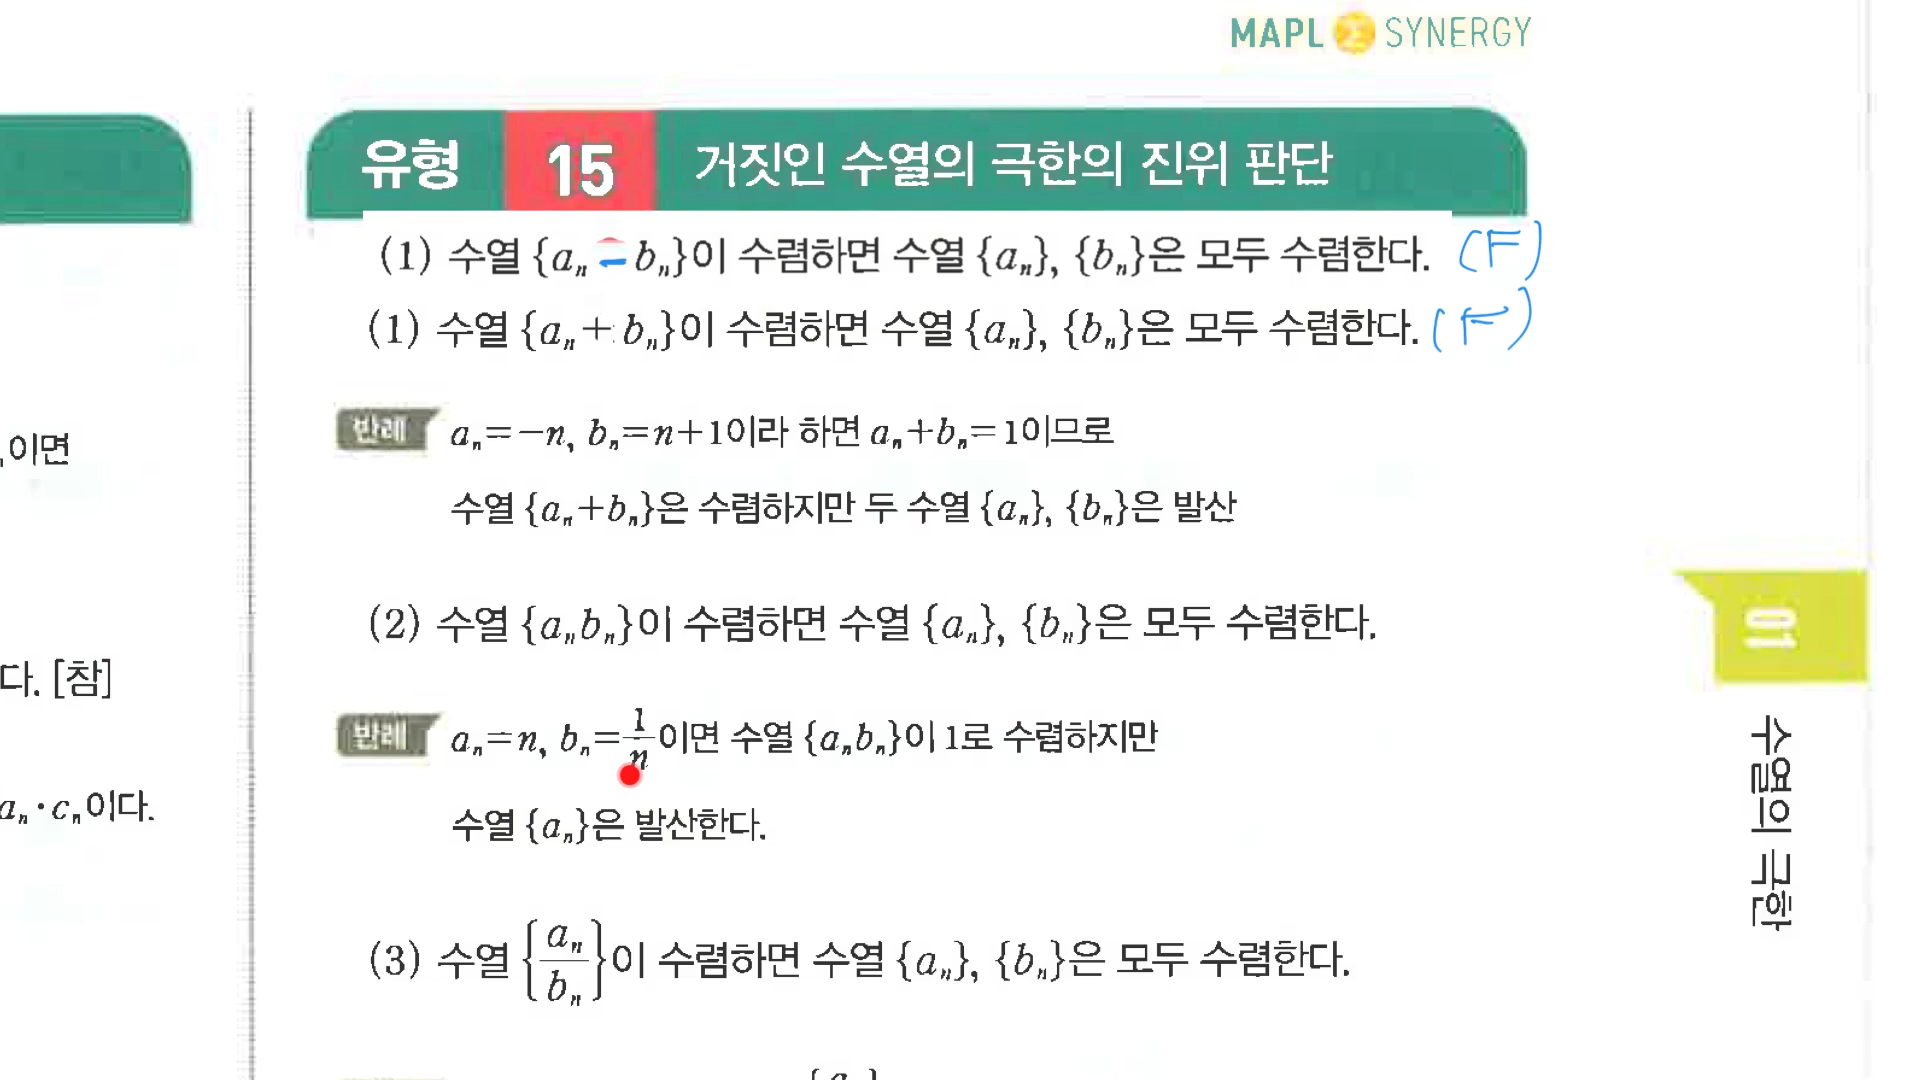 MAPL SYNERGY
유형 15 거짓인 수열의 극한의 진위 판단
(1) 수열 {aₙ − bₙ}이 수렴하면 수열 {aₙ}, {bₙ}은 모두 수렴한다. (F)
(1) 수열 {aₙ + bₙ}이 수렴하면 수열 {aₙ}, {bₙ}은 모두 수렴한다. (F)
반례 aₙ=−n, bₙ=n+1이라 하면 aₙ+bₙ=1이므로
수열 {aₙ+bₙ}은 수렴하지만 두 수열 {aₙ}, {bₙ}은 발산
(2) 수열 {aₙbₙ}이 수렴하면 수열 {aₙ}, {bₙ}은 모두 수렴한다.
반례 aₙ=n, bₙ=1/n이면 수열 {aₙbₙ}이 1로 수렴하지만
수열 {aₙ}은 발산한다.
(3) 수열 {aₙ/bₙ}이 수렴하면 수열 {aₙ}, {bₙ}은 모두 수렴한다.
이면
다. [참]
aₙ·cₙ이다.
01
수열의 극한